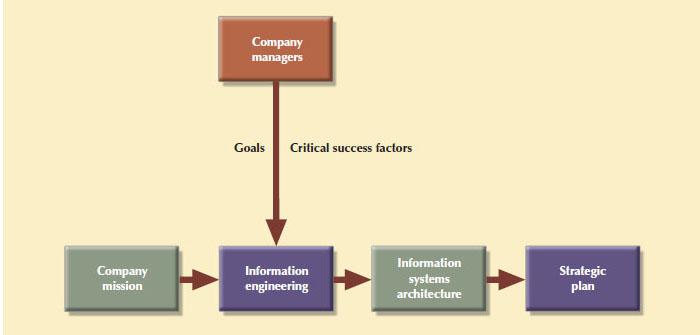 Company
managers
Goals
Critical success factors
Company
mission
Information
engineering
Information
systems
architecture
Strategic
plan